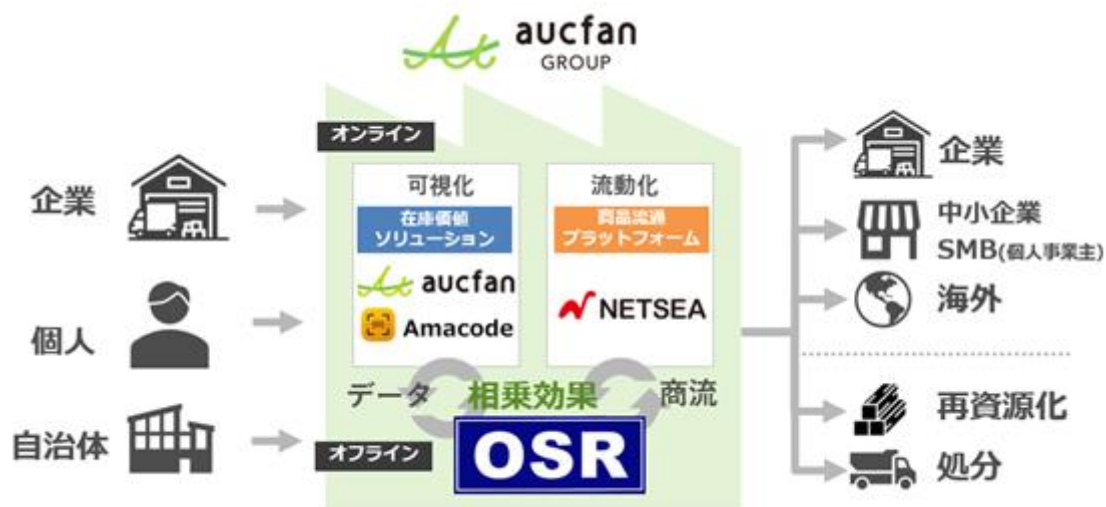 aucfan
GROUP
オンライン
企業
個人
自治体
可視化
在庫価値
ソリューション
aucfan
Amacode
流動化
商品流通
プラットフォーム
NETSEA
データ
相乗効果
商流
オフライン
OSR
企業
中小企業
SMB(個人事業主)
海外
再資源化
処分